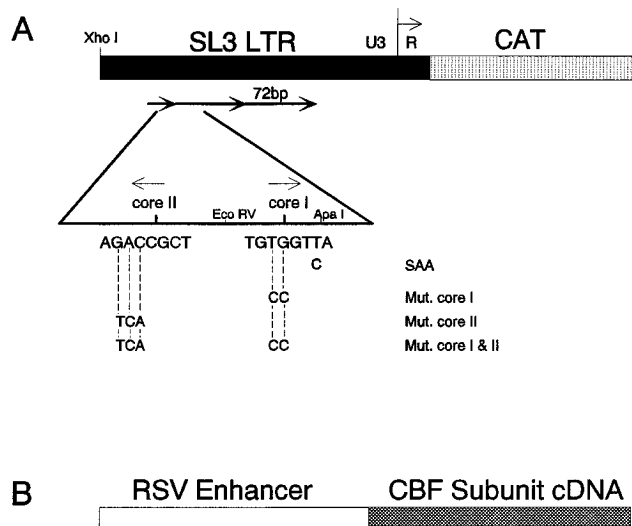 A
Xho I
SL3 LTR
U3
R
CAT
72bp
core II
Eco RV
core I
Apa I
AGACCGCT
TGTGGTTA
C
SAA
CC
Mut. core I
TCA
Mut. core II
TCA
CC
Mut. core I & II
B
RSV Enhancer
CBF Subunit cDNA